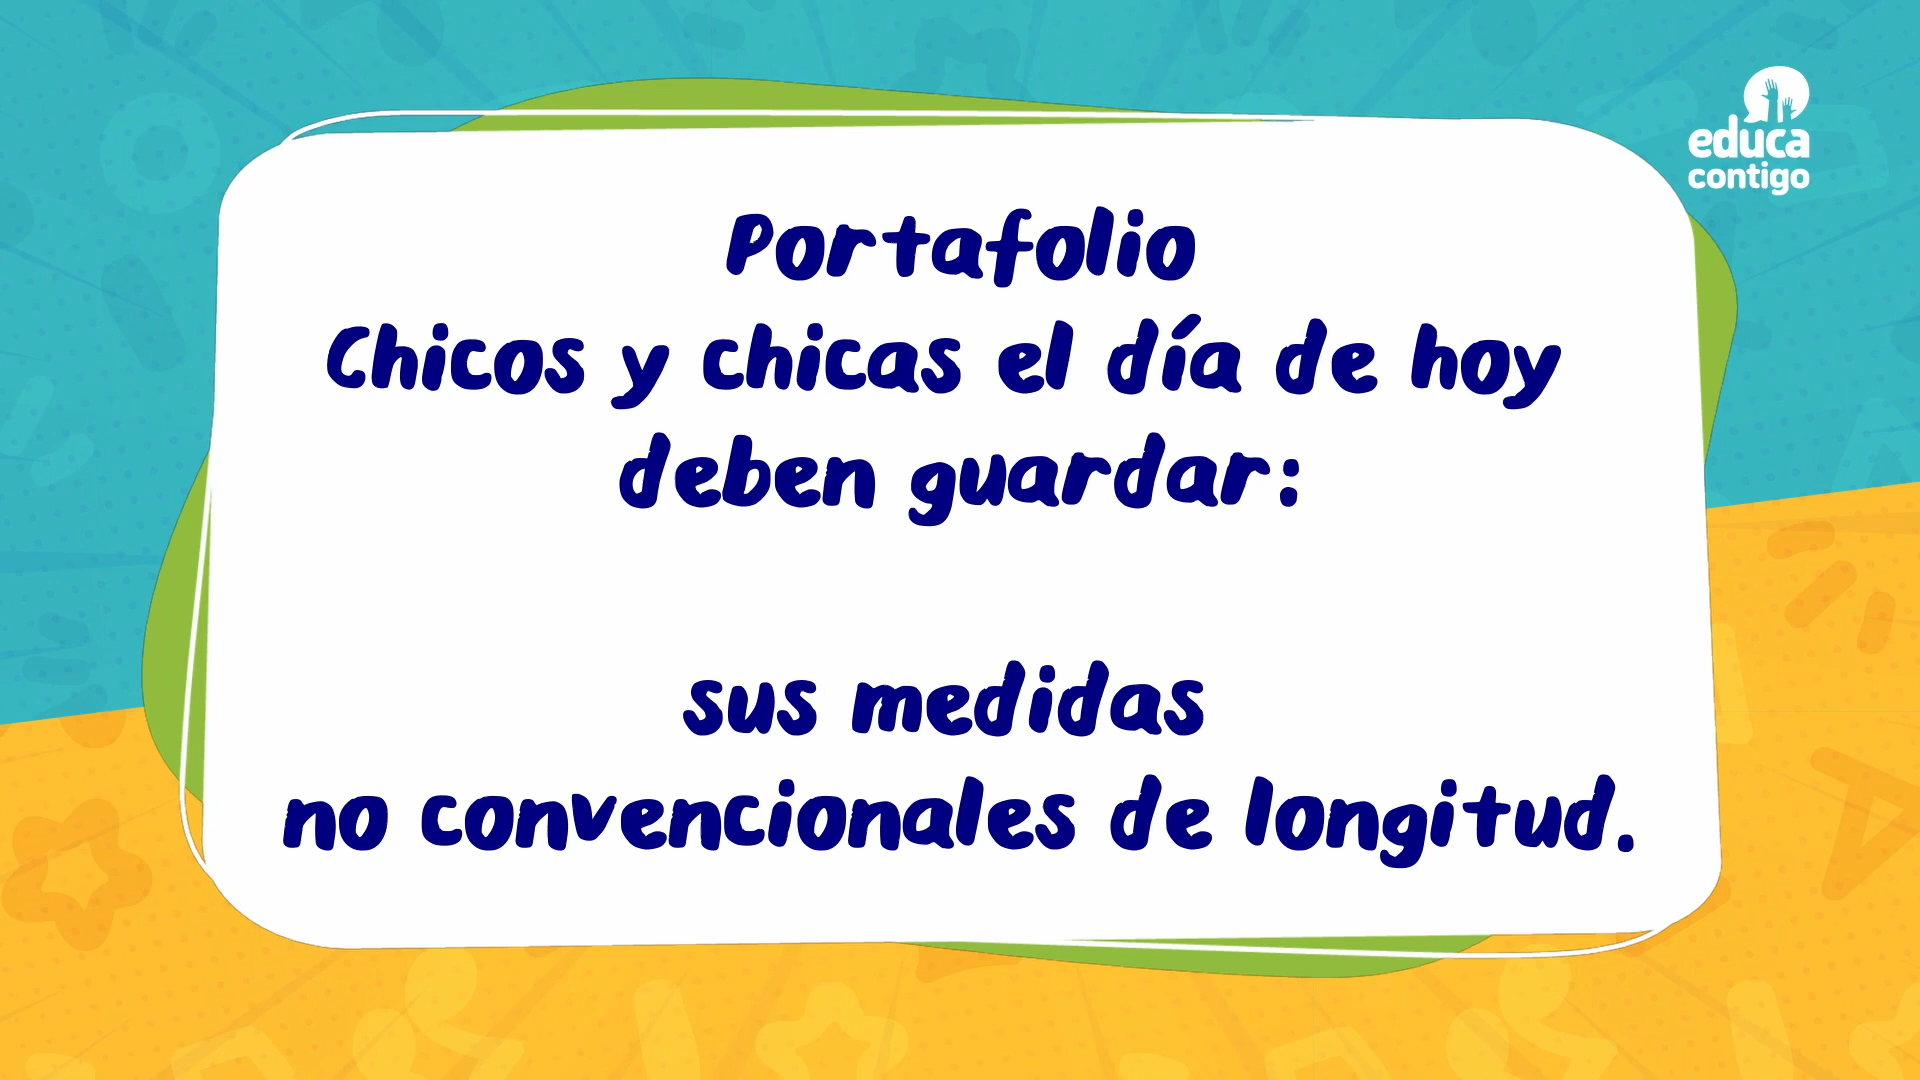 educa
contigo
Portafolio
Chicos y chicas el día de hoy
deben guardar:
sus medidas
no convencionales de longitud.